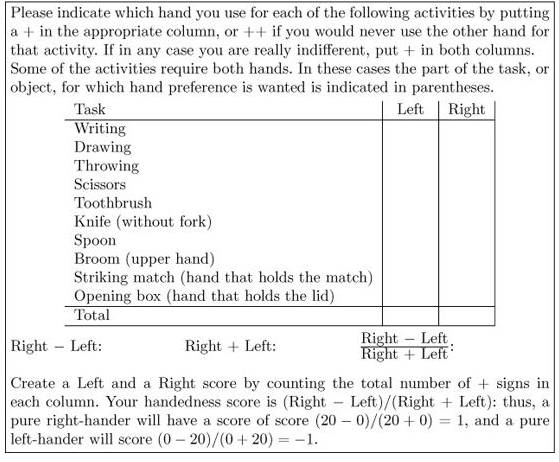 Please indicate which hand you use for each of the following activities by putting
a + in the appropriate column, or ++ if you would never use the other hand for
that activity. If in any case you are really indifferent, put + in both columns.
Some of the activities require both hands. In these cases the part of the task, or
object, for which hand preference is wanted is indicated in parentheses.
Task Left Right
Writing
Drawing
Throwing
Scissors
Toothbrush
Knife (without fork)
Spoon
Broom (upper hand)
Striking match (hand that holds the match)
Opening box (hand that holds the lid)
Total
Right − Left: Right + Left: Right − Left
Right + Left:
Create a Left and a Right score by counting the total number of + signs in
each column. Your handedness score is (Right − Left)/(Right + Left): thus, a
pure right-hander will have a score of score (20 − 0)/(20 + 0) = 1, and a pure
left-hander will score (0 − 20)/(0 + 20) = −1.